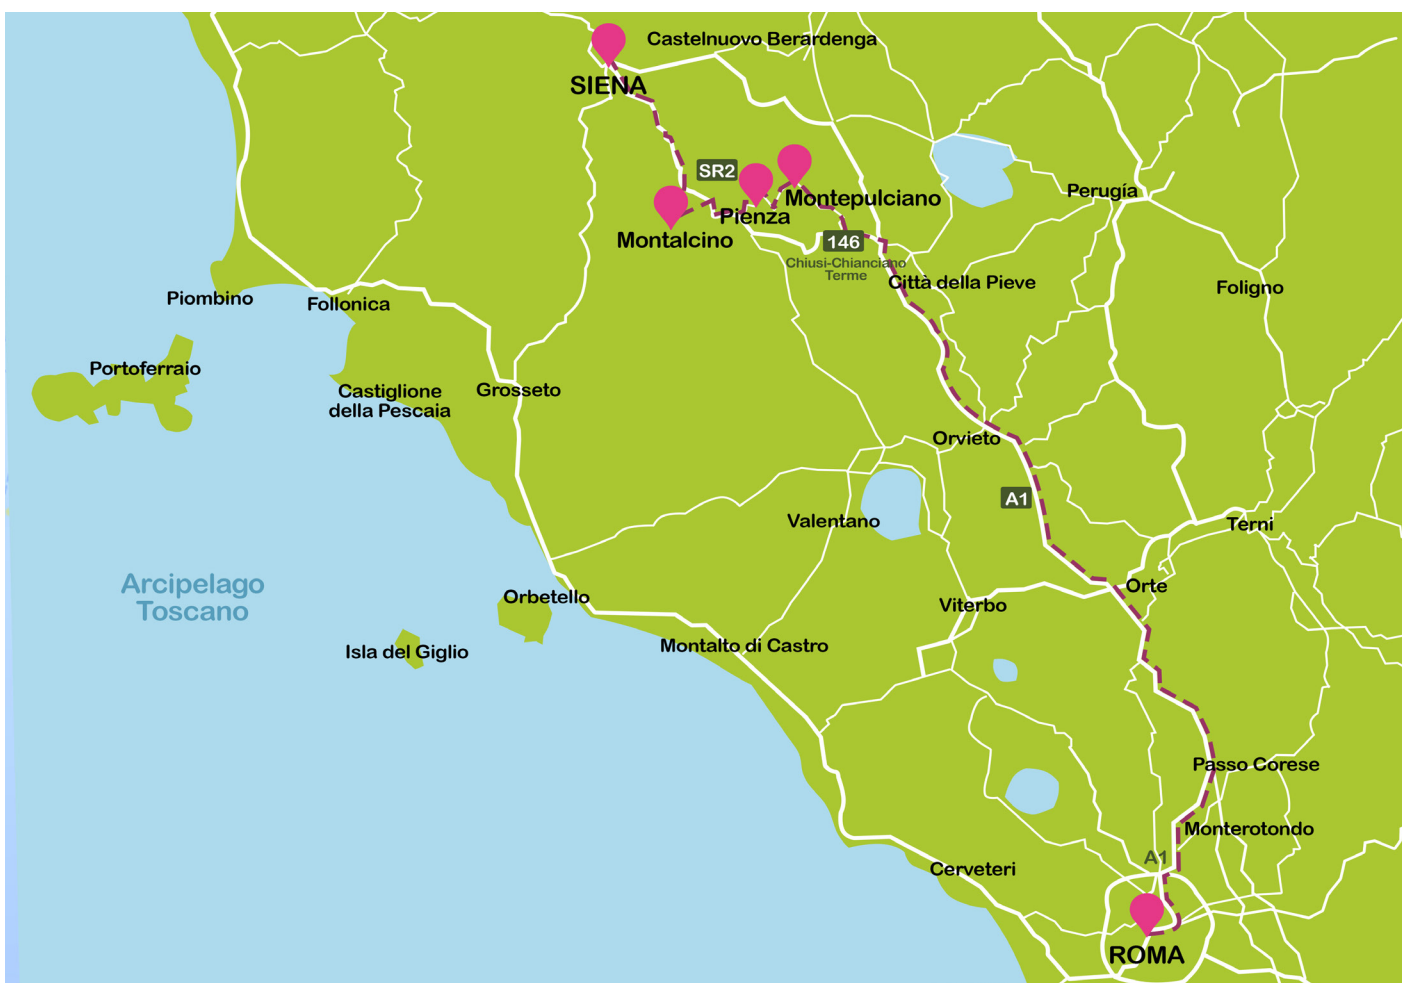 Castelnuovo Berardenga
SIENA
SR2
Perugía
Montepulciano
Pienza
Montalcino
146
Chiusi-Chianciano
Terme
Città della Pieve
Foligno
Piombino
Follonica
Portoferraio
Castiglione
della Pescaia
Grosseto
Orvieto
A1
Valentano
Terni
Arcipelago
Toscano
Orbetello
Viterbo
Orte
Isla del Giglio
Montalto di Castro
Passo Corese
Monterotondo
A1
Cerveteri
ROMA